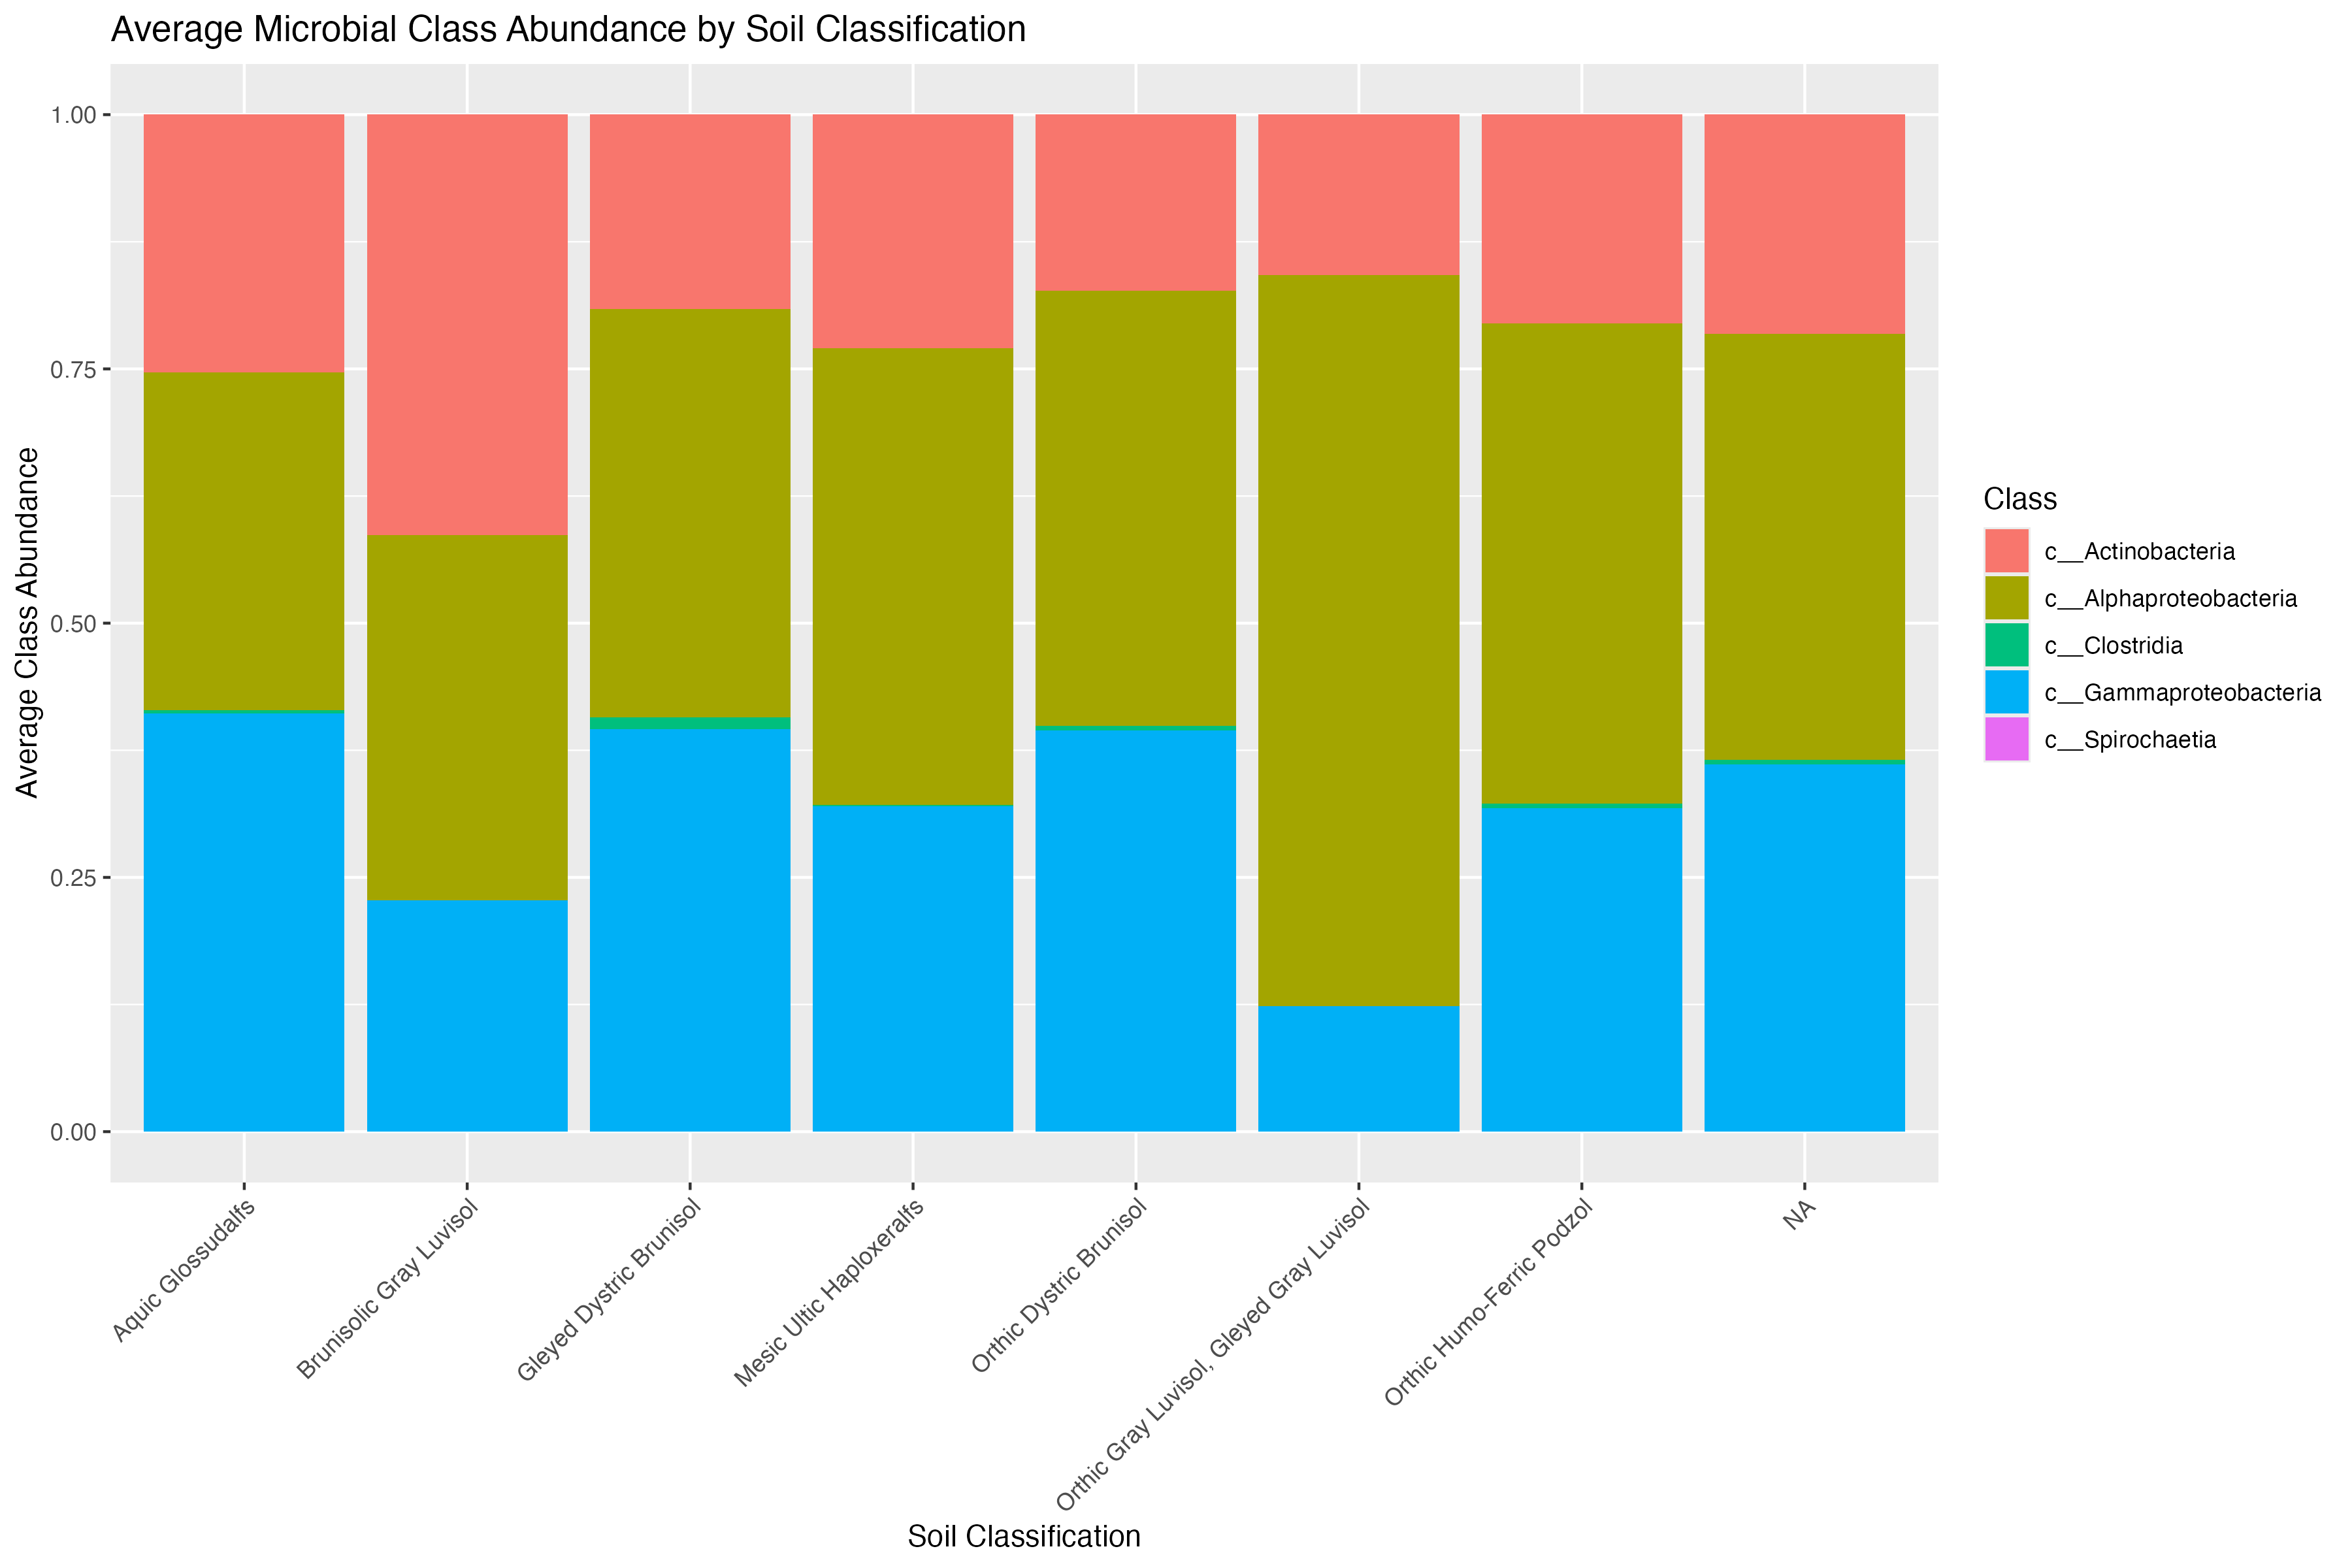 Average Microbial Class Abundance by Soil Classification
Average Class Abundance
1.00
0.75
0.50
0.25
0.00
Aquic Glossudalfs
Brunisolic Gray Luvisol
Gleyed Dystric Brunisol
Mesic Ultic Haploxeralfs
Orthic Dystric Brunisol
Orthic Gray Luvisol, Gleyed Gray Luvisol
Orthic Humo-Ferric Podzol
NA
Soil Classification
Class
c__Actinobacteria
c__Alphaproteobacteria
c__Clostridia
c__Gammaproteobacteria
c__Spirochaetia